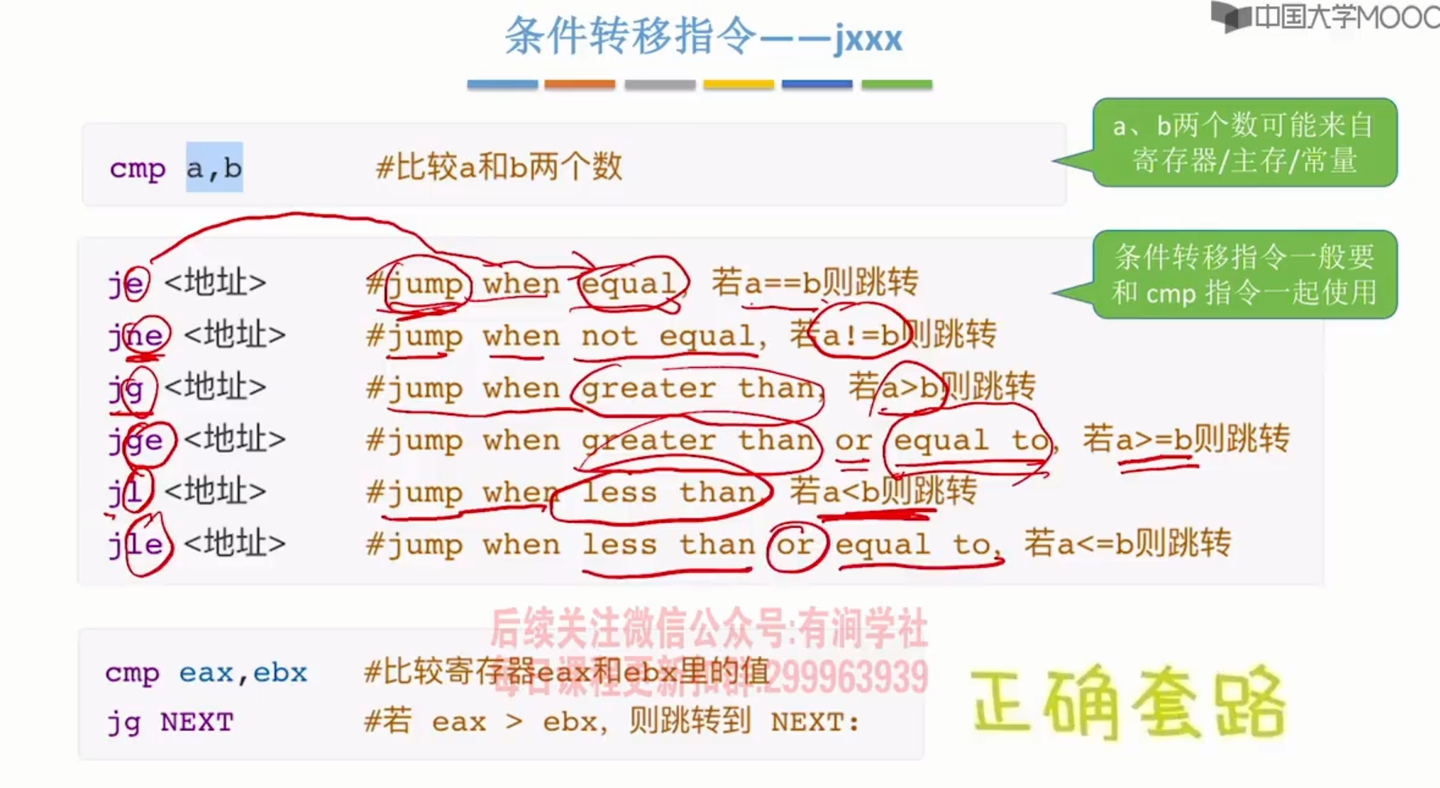 中国大学MOOC
条件转移指令——jxxx
a、b两个数可能来自
寄存器/主存/常量
cmp a,b #比较a和b两个数
条件转移指令一般要
和 cmp 指令一起使用
je <地址> #jump when equal, 若a==b则跳转
jne <地址> #jump when not equal, 若a!=b则跳转
jg <地址> #jump when greater than, 若a>b则跳转
jge <地址> #jump when greater than or equal to, 若a>=b则跳转
jl <地址> #jump when less than, 若a<b则跳转
jle <地址> #jump when less than or equal to, 若a<=b则跳转
后续关注微信公众号:有涧学社
每日课程更新扣群:299963939
cmp eax,ebx #比较寄存器eax和ebx里的值
jg NEXT #若 eax > ebx, 则跳转到 NEXT:
正确套路